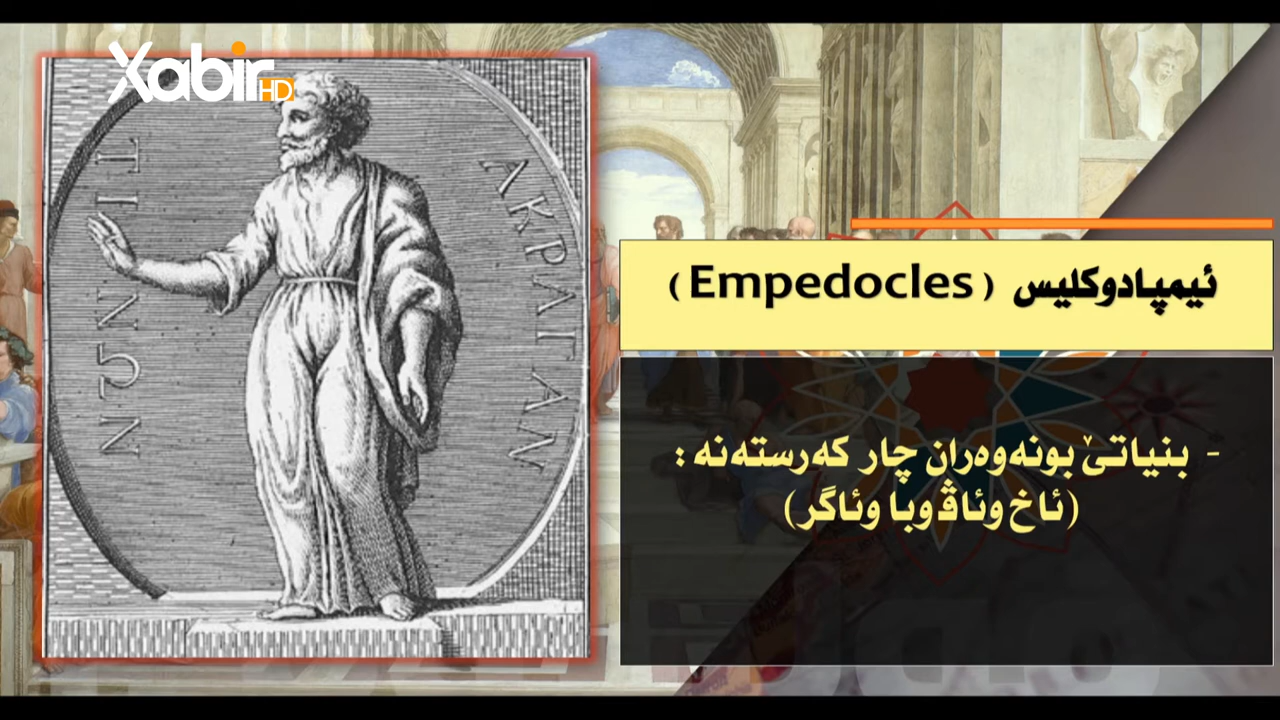 Xabir HD
ئیمپادوکلیس ( Empedocles )
- بنیاتێ بونەوەران چار کەرستەنە :
(ئاخ وئاڤ وبا وئاگر)
ΑΚΡΑΓΑΝ
ΤΙΝΩΝ